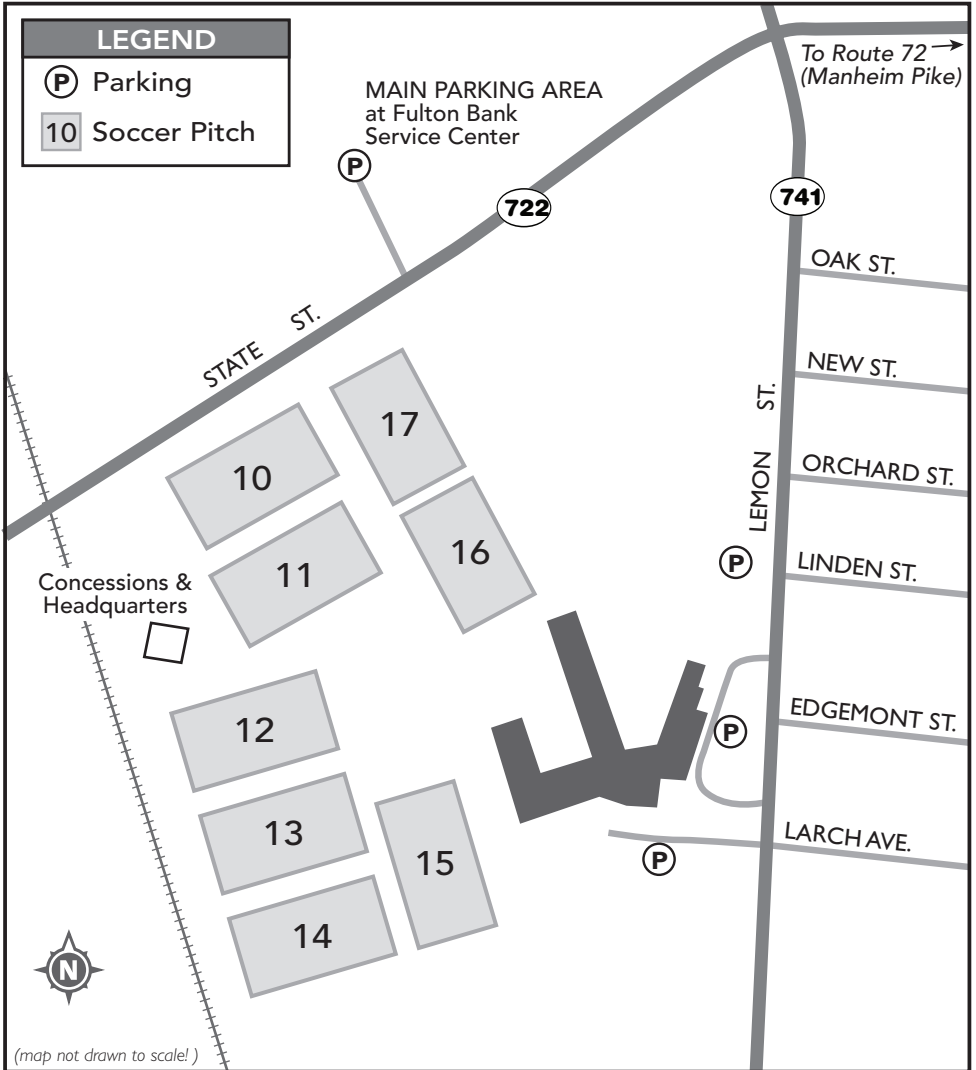 LEGEND
P Parking
10 Soccer Pitch
To Route 72
(Manheim Pike)
MAIN PARKING AREA
at Fulton Bank
Service Center
P
722
741
OAK ST.
STATE ST.
NEW ST.
LEMON ST.
17
10
ORCHARD ST.
16
11
P
LINDEN ST.
Concessions &
Headquarters
12
P
EDGEMONT ST.
13
15
P
LARCH AVE.
14
N
(map not drawn to scale! )